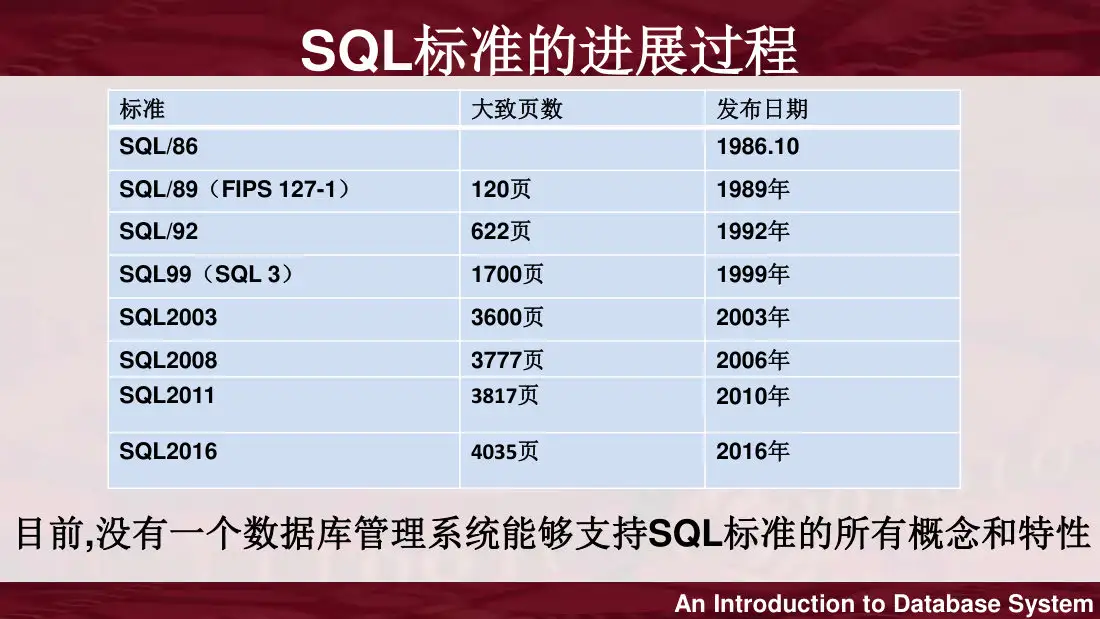 SQL标准的进展过程
标准 大致页数 发布日期
SQL/86 1986.10
SQL/89（FIPS 127-1） 120页 1989年
SQL/92 622页 1992年
SQL99（SQL 3） 1700页 1999年
SQL2003 3600页 2003年
SQL2008 3777页 2006年
SQL2011 3817页 2010年
SQL2016 4035页 2016年
目前,没有一个数据库管理系统能够支持SQL标准的所有概念和特性
An Introduction to Database System